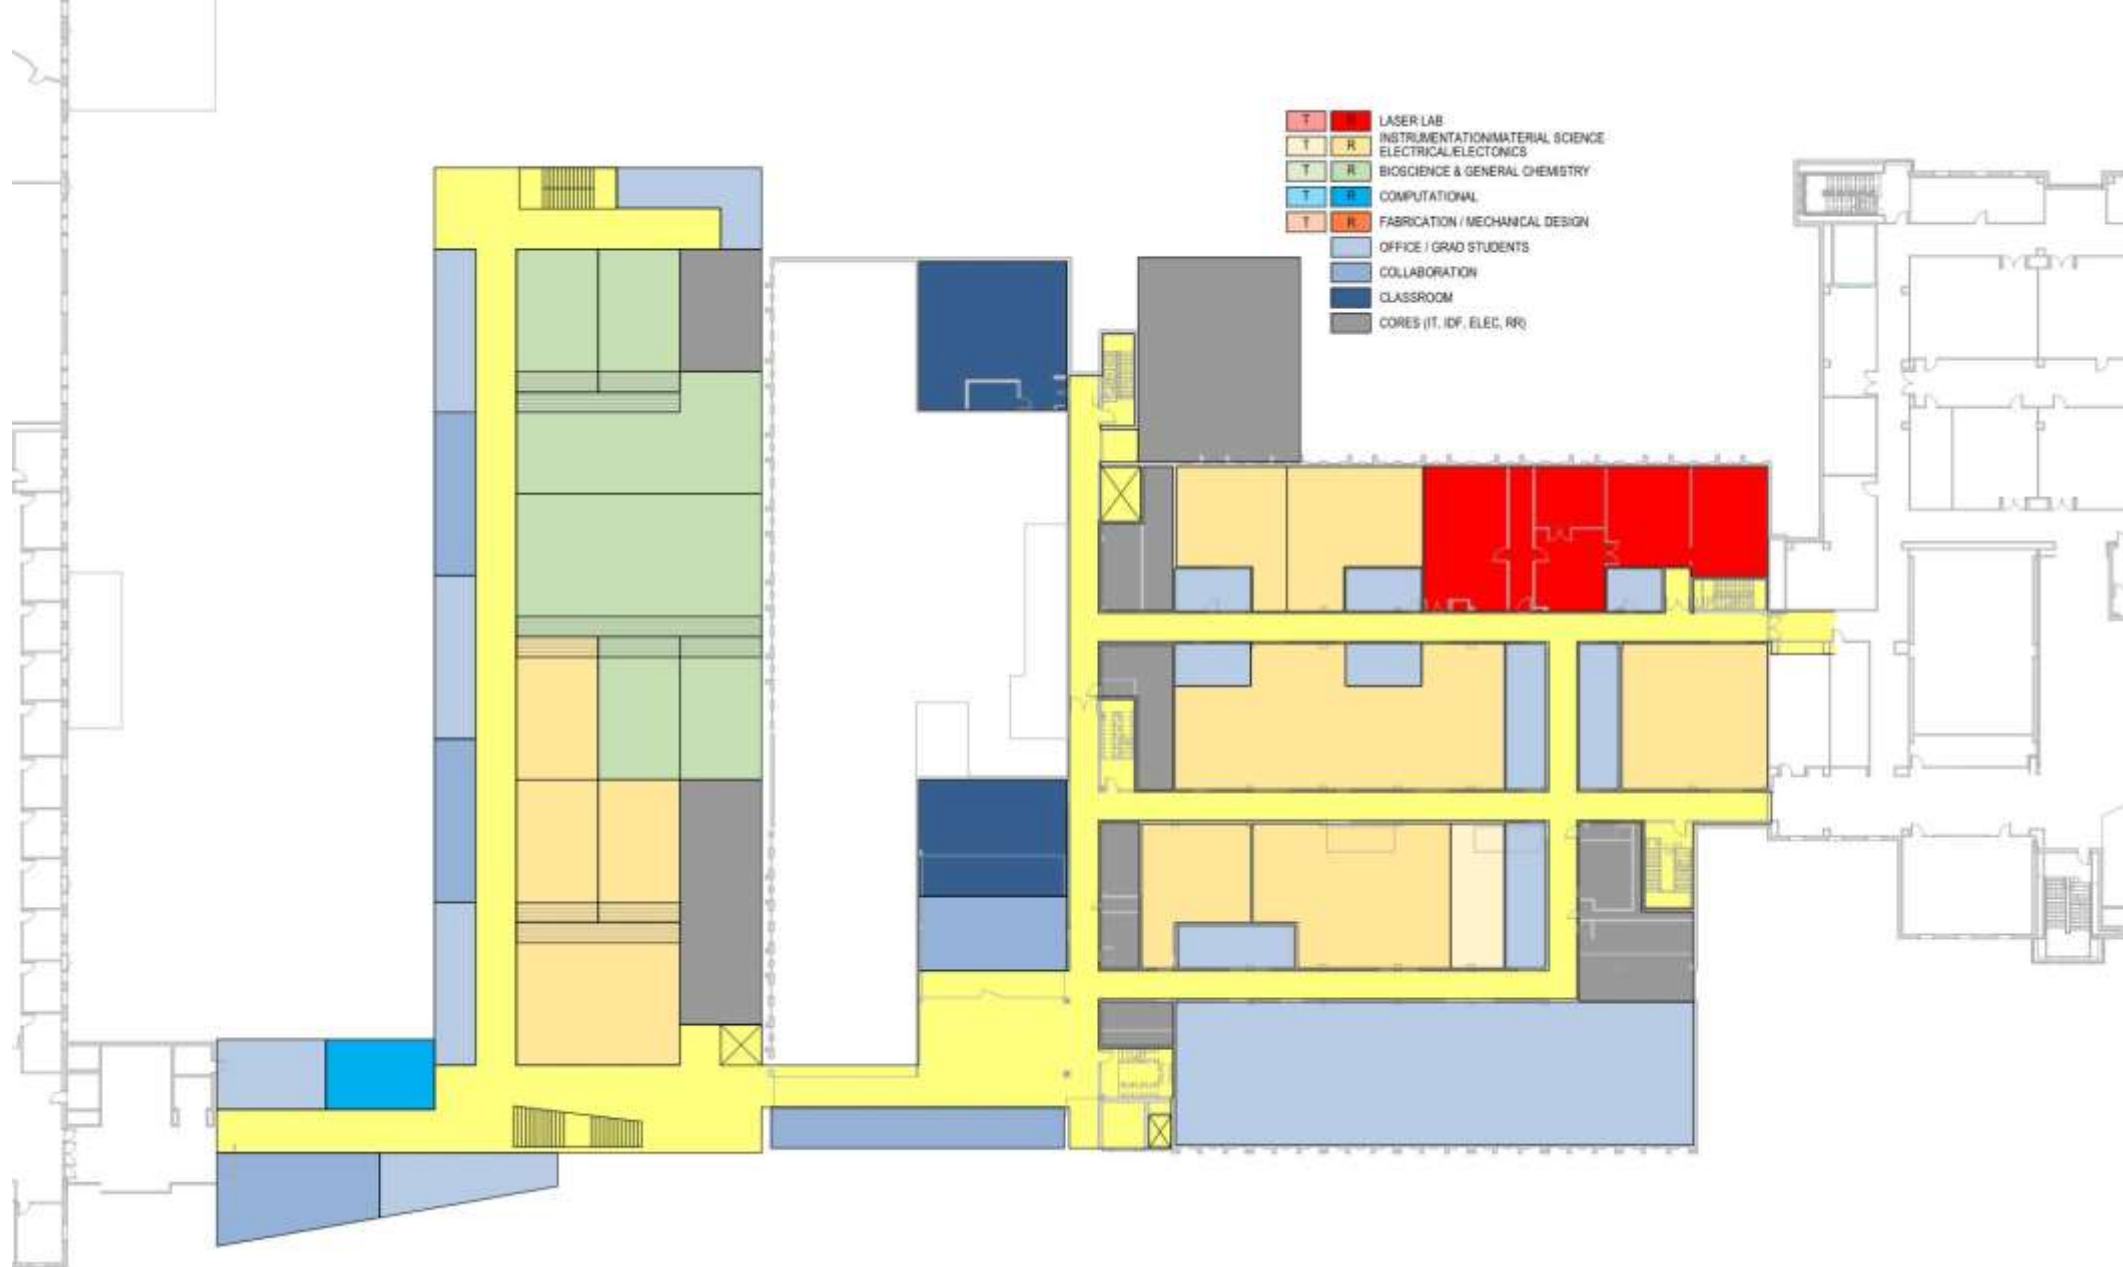 T R LASER LAB
T R INSTRUMENTATION/MATERIAL SCIENCE
ELECTRICAL/ELECTONICS
T R BIOSCIENCE & GENERAL CHEMISTRY
T R COMPUTATIONAL
T R FABRICATION / MECHANICAL DESIGN
OFFICE / GRAD STUDENTS
COLLABORATION
CLASSROOM
CORES (IT, IDF, ELEC, RR)